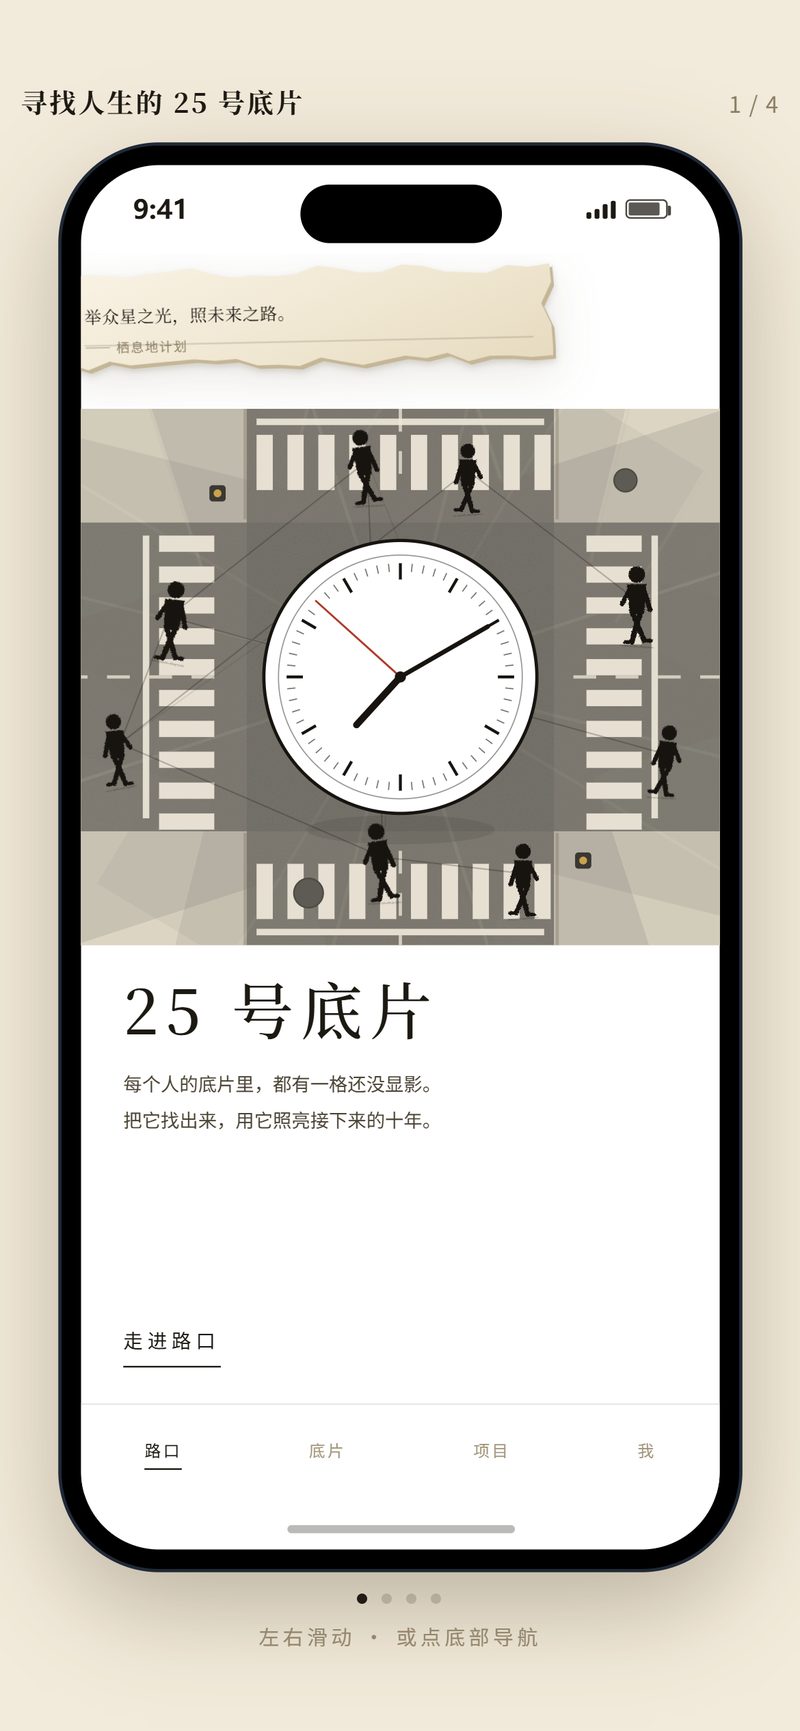 寻找人生的 25 号底片
1 / 4
9:41
举众星之光，照未来之路。
—— 栖息地计划
25 号底片
每个人的底片里，都有一格还没显影。
把它找出来，用它照亮接下来的十年。
走进路口
路口
底片
项目
我
左右滑动 · 或点底部导航